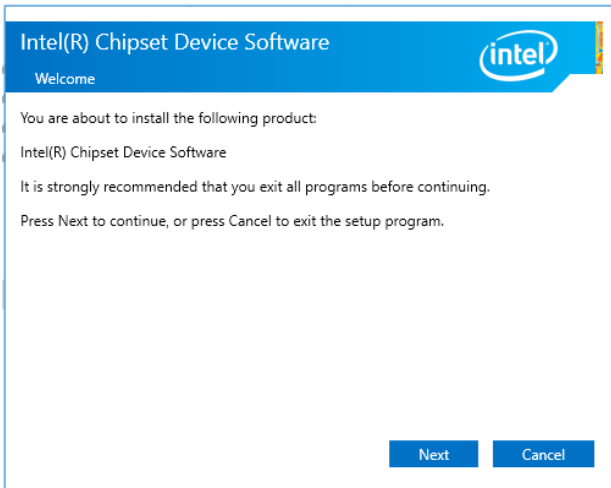 Intel(R) Chipset Device Software
intel
Welcome
You are about to install the following product:
Intel(R) Chipset Device Software
It is strongly recommended that you exit all programs before continuing.
Press Next to continue, or press Cancel to exit the setup program.
Next Cancel